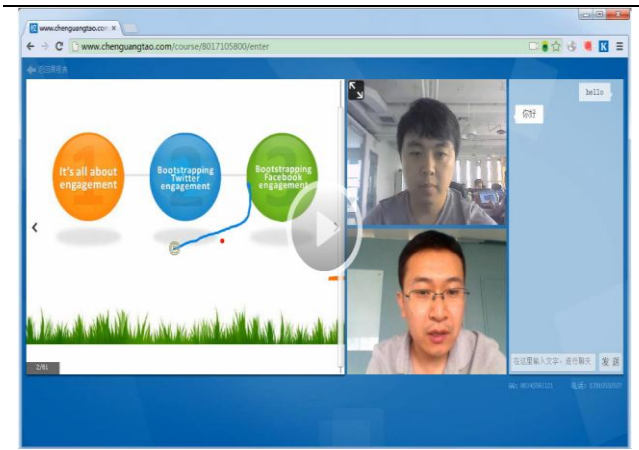 www.chenguangtao.com
www.chenguangtao.com/course/8017105800/enter
It's all about
engagement
Bootstrapping
Twitter
engagement
Bootstrapping
Facebook
engagement
2/61
hello
你好
在这里输入文字，进行聊天
发送